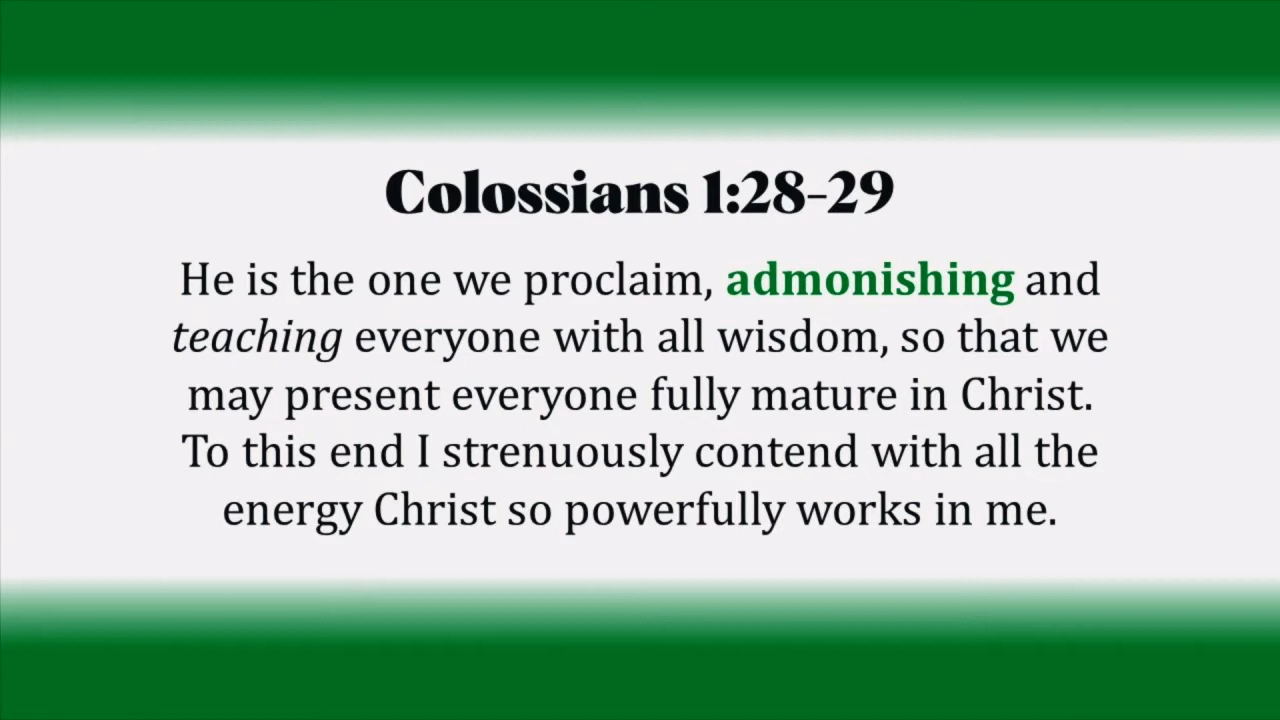 Colossians 1:28-29
He is the one we proclaim, admonishing and
teaching everyone with all wisdom, so that we
may present everyone fully mature in Christ.
To this end I strenuously contend with all the
energy Christ so powerfully works in me.